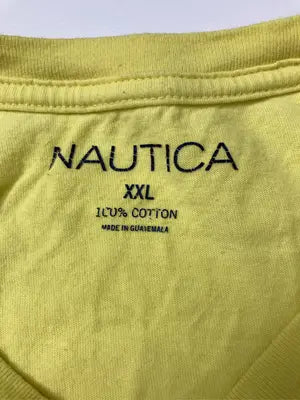 NAUTICA
XXL
100% COTTON
MADE IN GUATEMALA